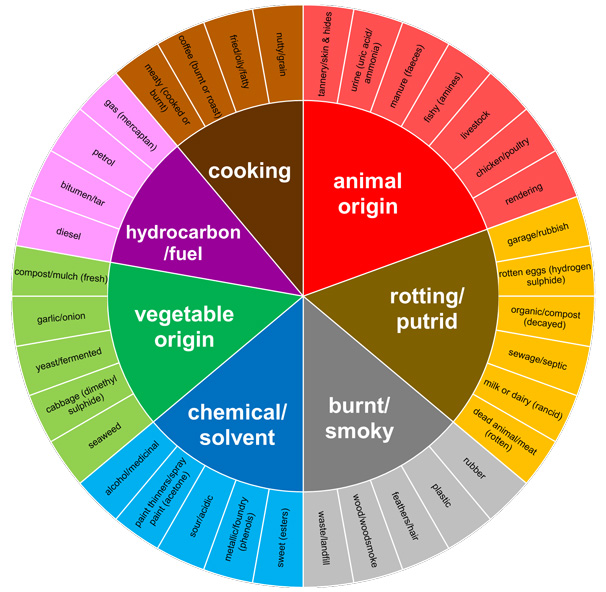 cooking
meaty (cooked or
burnt)
coffee (burnt or roast)
fried/oily/fatty
nutty/grain
animal
origin
tannery/skin & hides
urine (uric acid/
ammonia)
manure (faeces)
fishy (amines)
livestock
chicken/poultry
rendering
rotting/
putrid
garage/rubbish
rotten eggs (hydrogen
sulphide)
organic/compost
(decayed)
sewage/septic
milk or dairy (rancid)
dead animal/meat
(rotten)
burnt/
smoky
rubber
plastic
feathers/hair
wood/woodsmoke
waste/landfill
chemical/
solvent
sweet (esters)
metallic/foundry
(phenols)
sour/acidic
paint thinners/spray
paint (acetone)
alcohol/medicinal
vegetable
origin
seaweed
cabbage (dimethyl
sulphide)
yeast/fermented
garlic/onion
compost/mulch (fresh)
hydrocarbon
/fuel
diesel
bitumen/tar
petrol
gas (mercaptan)